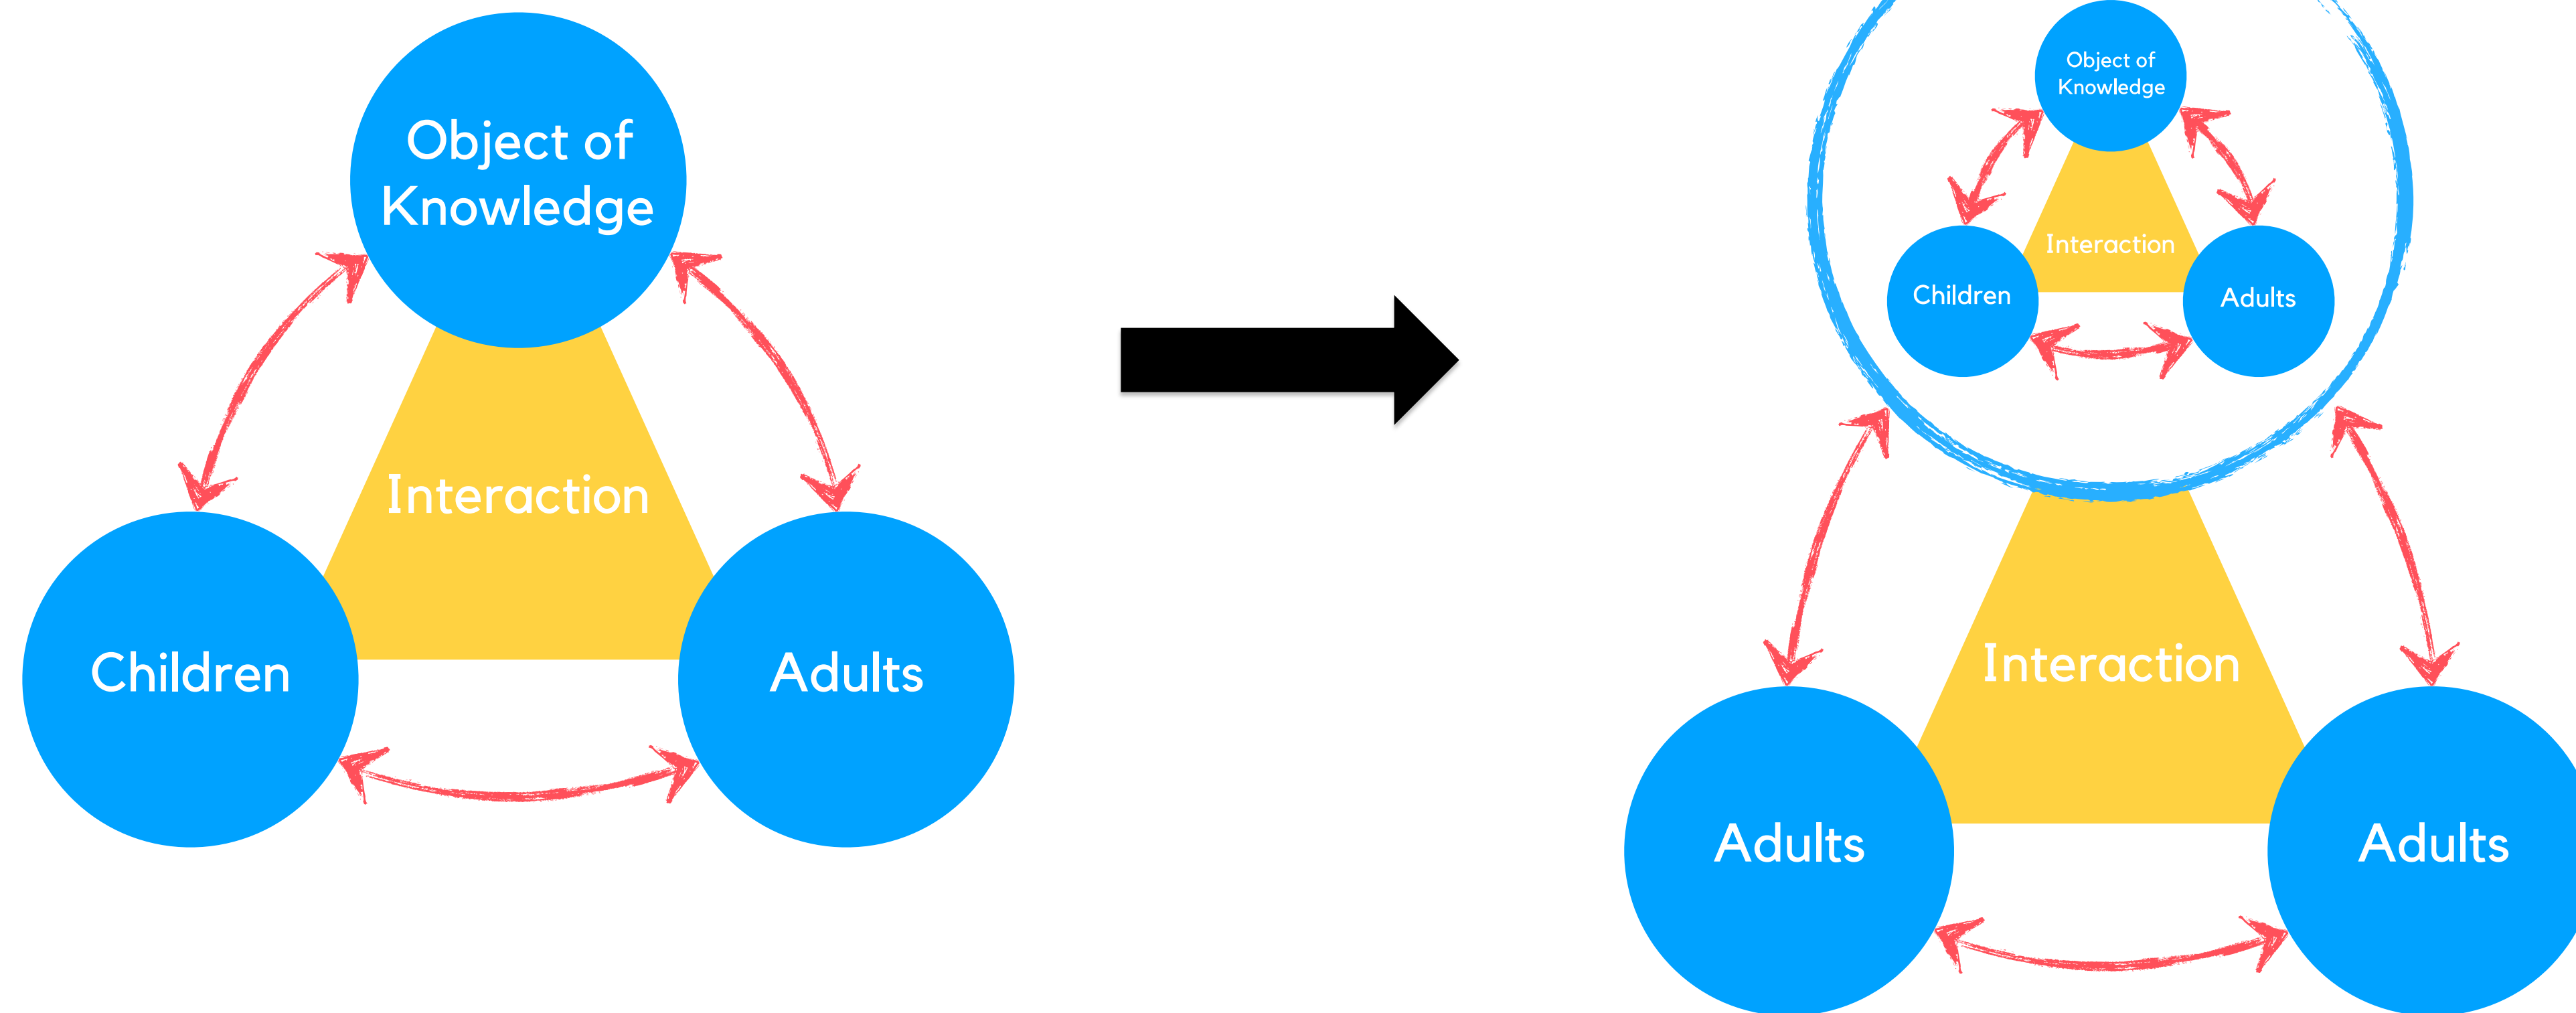 Object of
Knowledge
Interaction
Children
Adults
Object of
Knowledge
Interaction
Children
Adults
Interaction
Adults
Adults